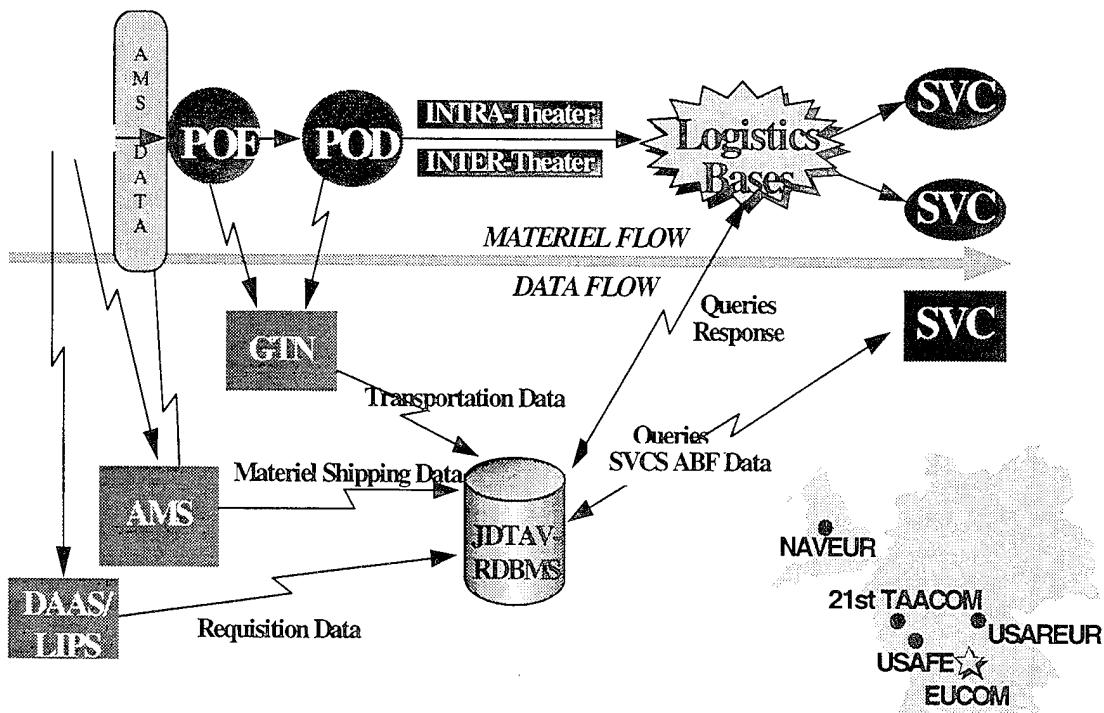 AMS DATA
POE
POD
INTRA-Theater
INTER-Theater
Logistics
Bases
SVC
SVC
MATERIEL FLOW
DATA FLOW
SVC
Queries
Response
GTN
Transportation Data
Queries
SVCS ABF Data
Materiel Shipping Data
AMS
JDTAV-
RDBMS
NAVEUR
DAAS/
LIPS
Requisition Data
21st TAACOM
USAREUR
USAFE
EUCOM